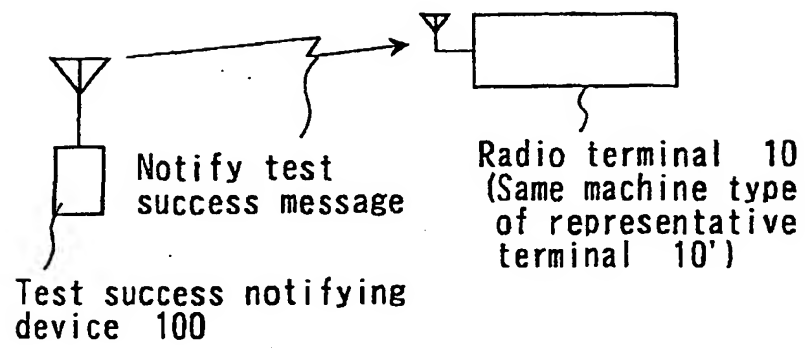 Notify test
success message
Radio terminal 10
(Same machine type
of representative
terminal 10')
Test success notifying
device 100